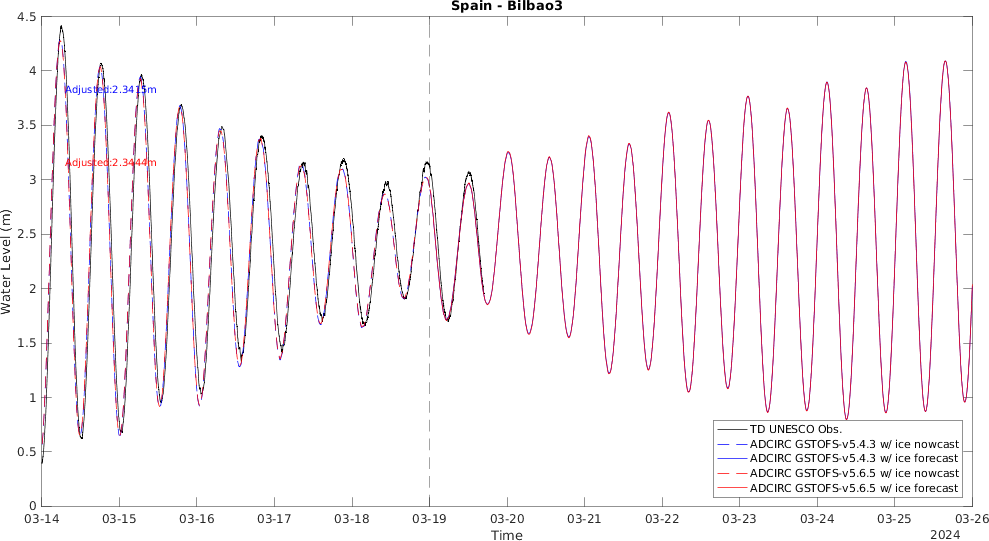 Spain - Bilbao3
4.5
4
3.5
3
2.5
2
1.5
1
0.5
0
Water Level (m)
Adjusted:2.3415m
Adjusted:2.3444m
TD UNESCO Obs.
ADCIRC GSTOFS-v5.4.3 w/ ice nowcast
ADCIRC GSTOFS-v5.4.3 w/ ice forecast
ADCIRC GSTOFS-v5.6.5 w/ ice nowcast
ADCIRC GSTOFS-v5.6.5 w/ ice forecast
03-14 03-15 03-16 03-17 03-18 03-19 03-20 03-21 03-22 03-23 03-24 03-25 03-26
Time
2024